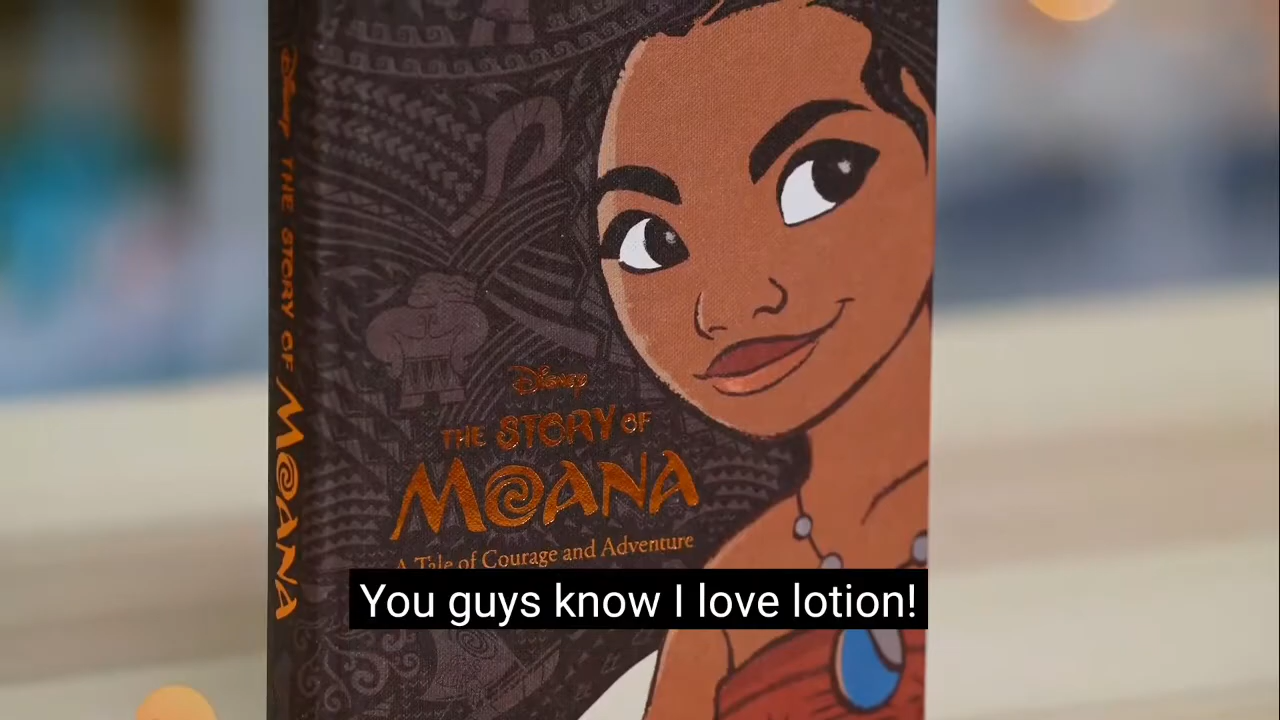 Disney THE STORY OF MOANA
Disney
THE STORY OF
MOANA
A Tale of Courage and Adventure
You guys know I love lotion!